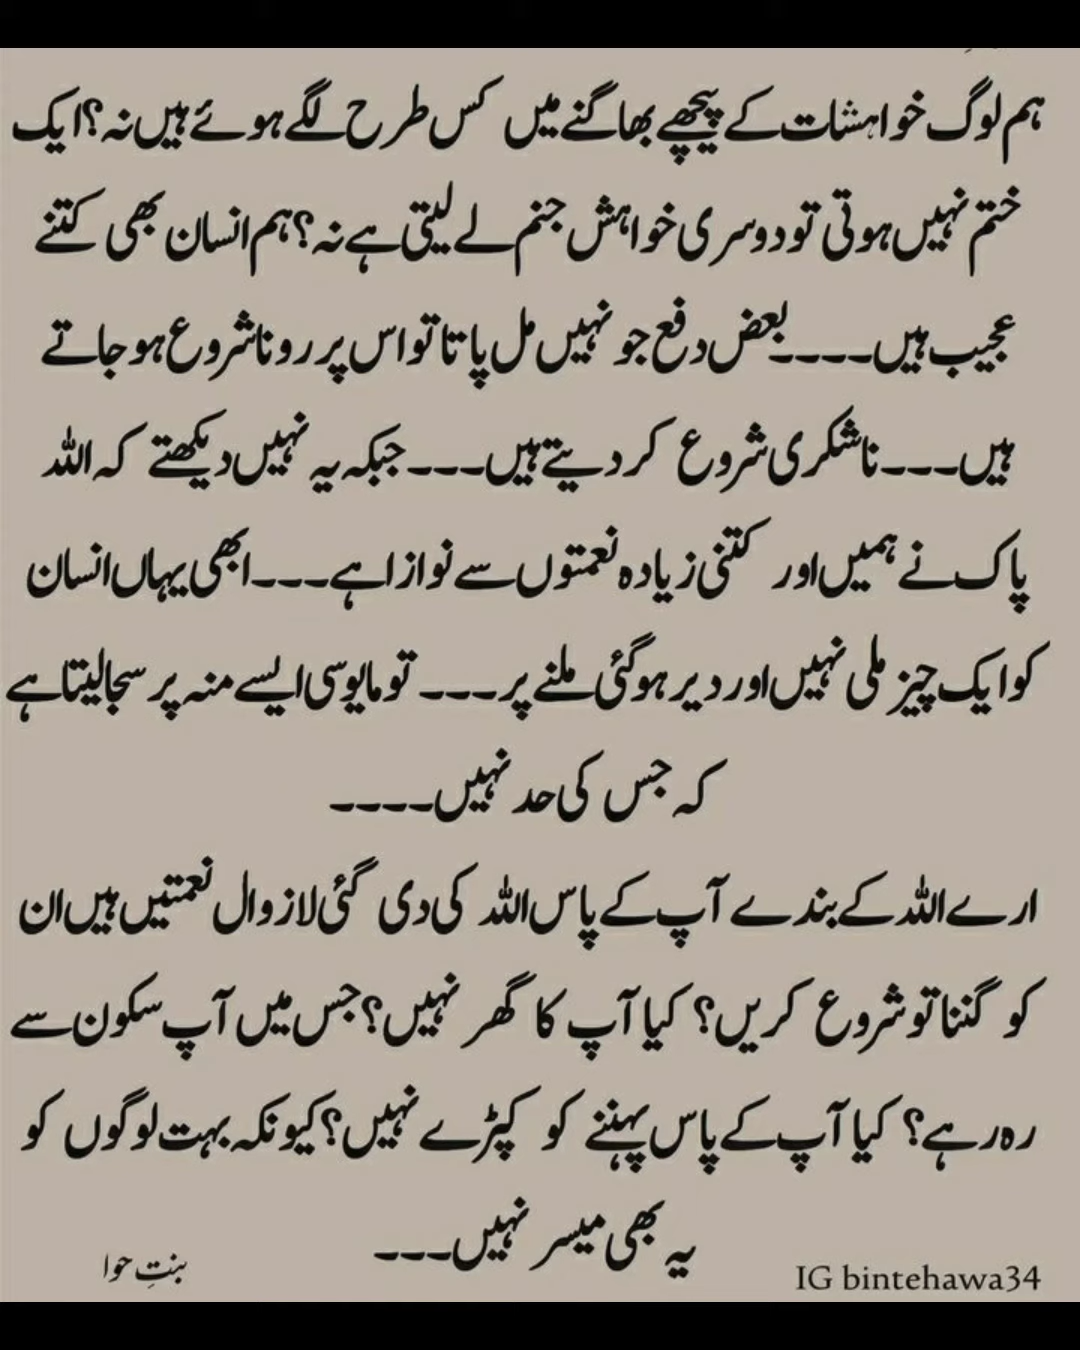 ہم لوگ خواہشات کے پیچھے بھاگنے میں کس طرح لگے ہوئے ہیں نہ؟ ایک
ختم نہیں ہوتی تو دوسری خواہش جنم لے لیتی ہے نہ؟ ہم انسان بھی کتنے
عجیب ہیں۔۔۔۔ بعض دفع جو نہیں مل پاتا تو اس پر رونا شروع ہو جاتے
ہیں۔۔۔ ناشکری شروع کر دیتے ہیں۔۔۔ جبکہ یہ نہیں دیکھتے کہ اللہ
پاک نے ہمیں اور کتنی زیادہ نعمتوں سے نوازا ہے۔۔۔ ابھی یہاں انسان
کو ایک چیز ملی نہیں اور دیر ہو گئی ملنے پر۔۔۔ تو مایوسی ایسے منہ پر سجا لیتا ہے
کہ جس کی حد نہیں۔۔۔۔
ارے اللہ کے بندے آپ کے پاس اللہ کی دی گئی لازوال نعمتیں ہیں ان
کو گننا تو شروع کریں؟ کیا آپ کا گھر نہیں؟ جس میں آپ سکون سے
رہ رہے؟ کیا آپ کے پاس پہننے کو کپڑے نہیں؟ کیونکہ بہت لوگوں کو
یہ بھی میسر نہیں۔۔۔
بنتِ حوا
IG bintehawa34